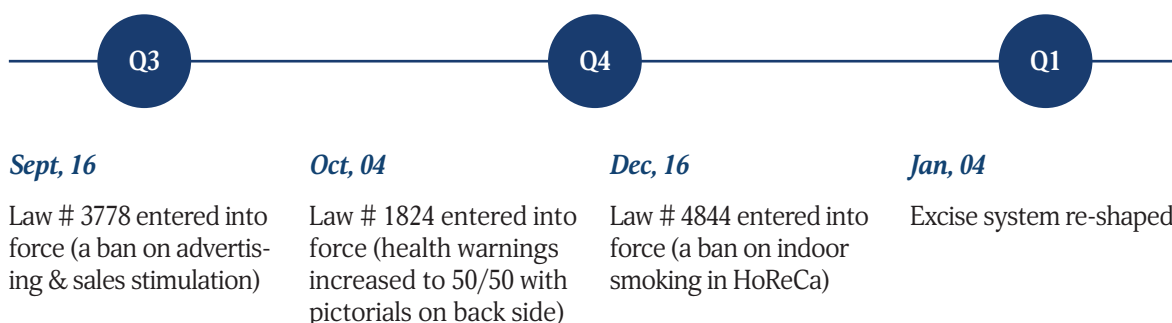 Q3
Q4
Q1
Sept, 16
Law # 3778 entered into
force (a ban on advertis-
ing & sales stimulation)
Oct, 04
Law # 1824 entered into
force (health warnings
increased to 50/50 with
pictorials on back side)
Dec, 16
Law # 4844 entered into
force (a ban on indoor
smoking in HoReCa)
Jan, 04
Excise system re-shaped